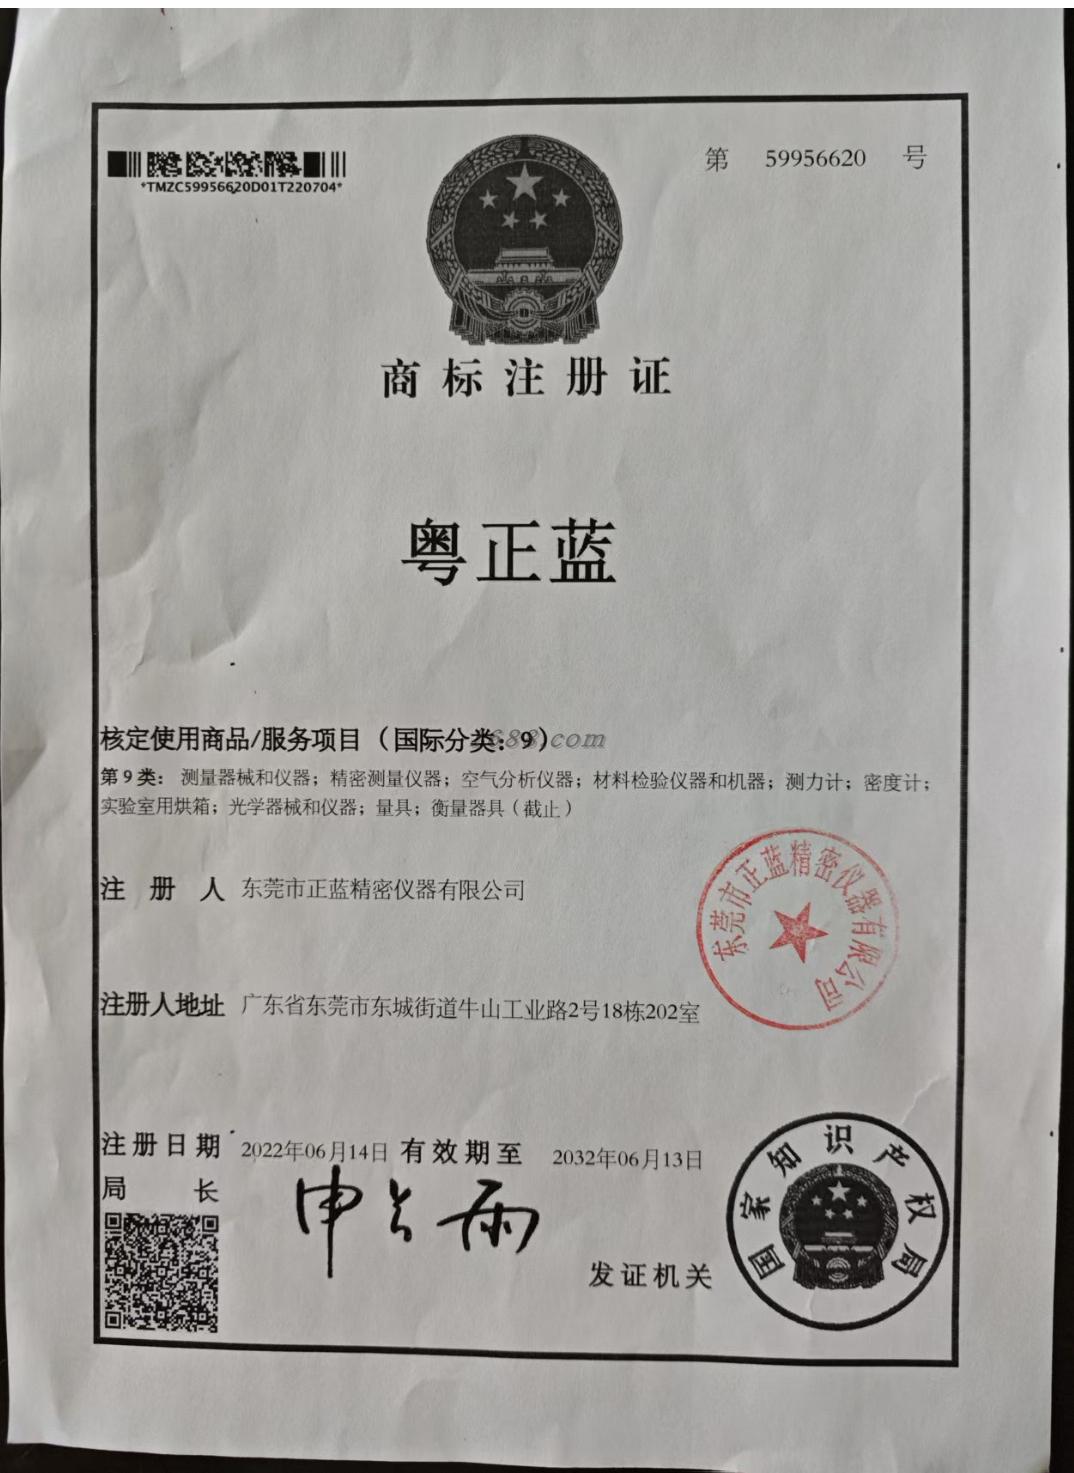 第 59956620 号
*TMZC59956620D01T220704*
商标注册证
粤正蓝
核定使用商品/服务项目（国际分类：9）
第9类：测量器械和仪器；精密测量仪器；空气分析仪器；材料检验仪器和机器；测力计；密度计；
实验室用烘箱；光学器械和仪器；量具；衡量器具（截止）
注册人 东莞市正蓝精密仪器有限公司
东莞市正蓝精密仪器有限公司
注册人地址 广东省东莞市东城街道牛山工业路2号18栋202室
注册日期 2022年06月14日 有效期至 2032年06月13日
局长 申长雨
发证机关
国家知识产权局